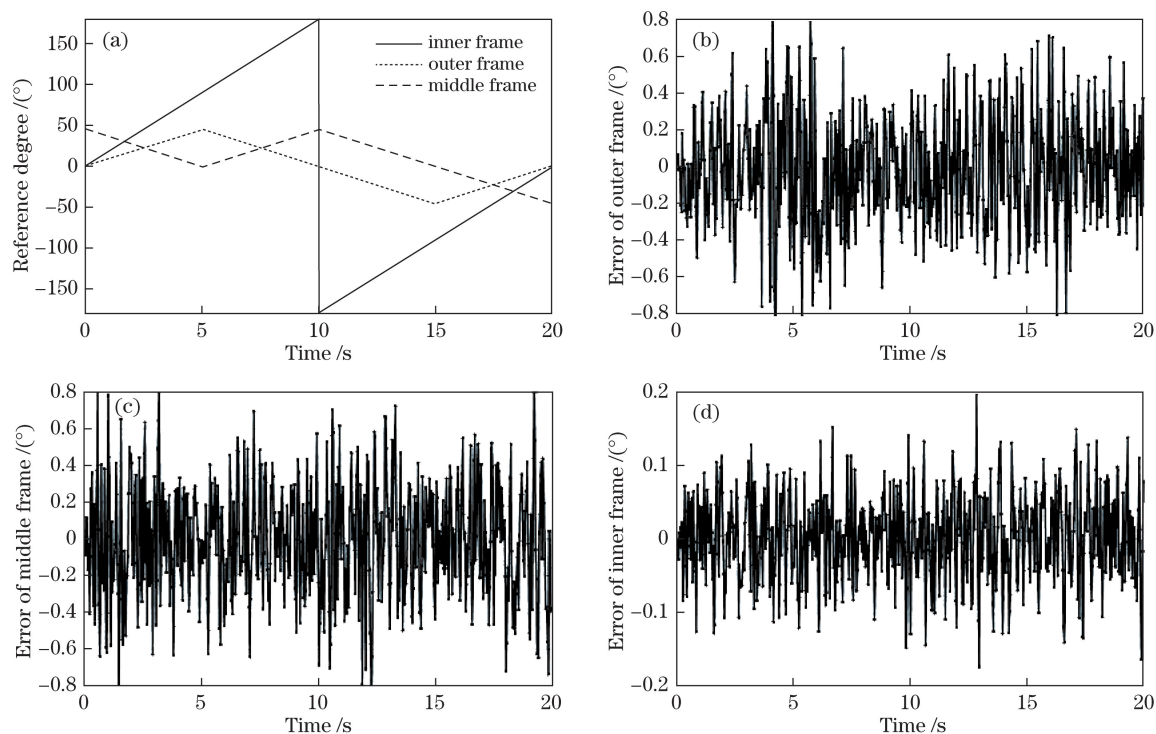 (a)
inner frame
outer frame
middle frame
150
100
50
0
−50
−100
−150
Reference degree /(°)
0 5 10 15 20
Time /s
(b)
0.8
0.6
0.4
0.2
0
−0.2
−0.4
−0.6
−0.8
Error of outer frame /(°)
0 5 10 15 20
Time /s
(c)
0.8
0.6
0.4
0.2
0
−0.2
−0.4
−0.6
−0.8
Error of middle frame /(°)
0 5 10 15 20
Time /s
(d)
0.2
0.1
0
−0.1
−0.2
Error of inner frame /(°)
0 5 10 15 20
Time /s